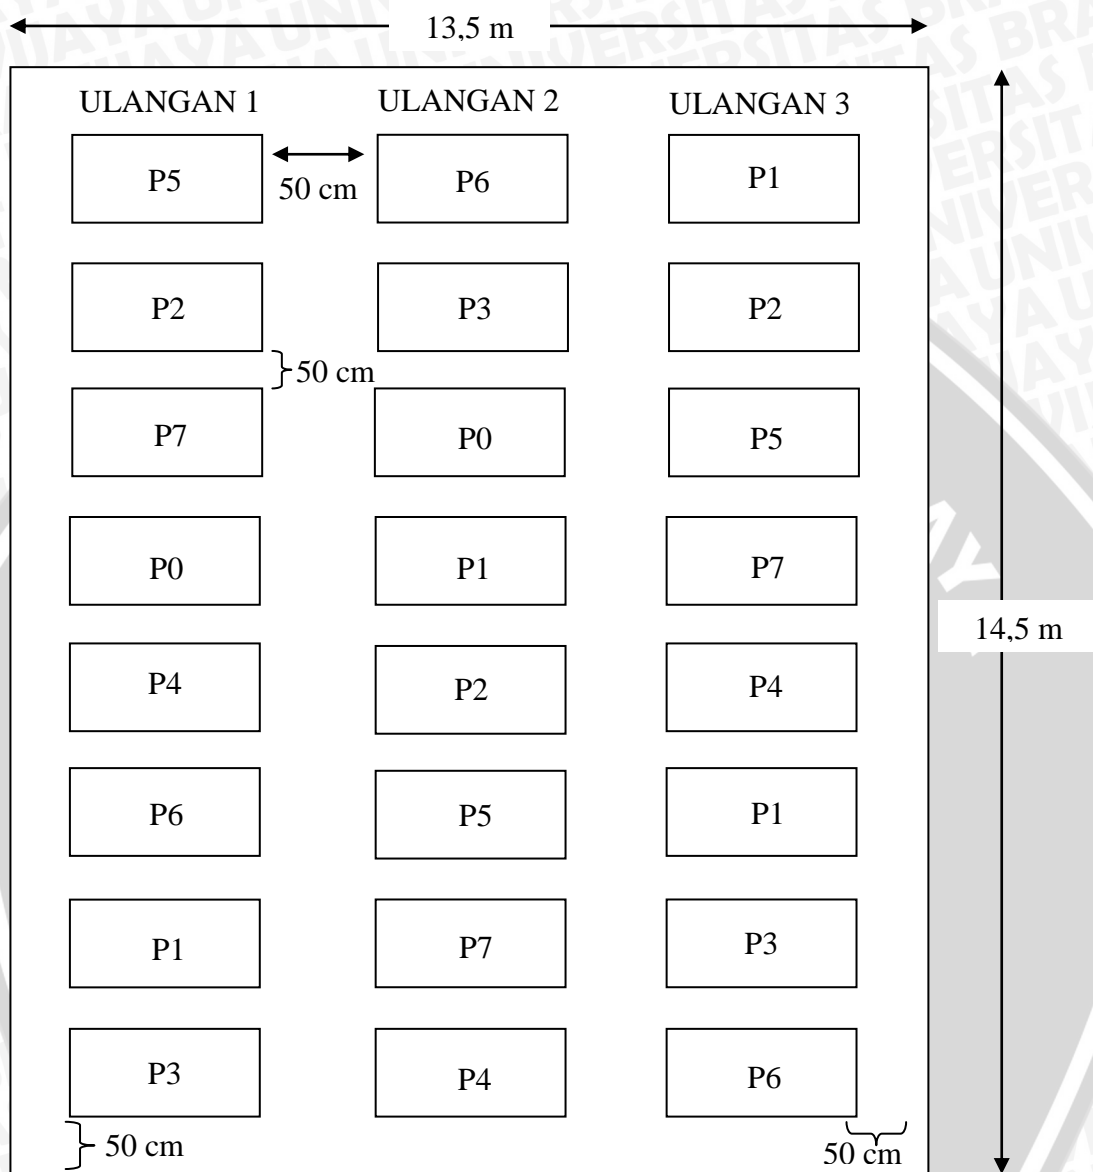 13,5 m
ULANGAN 1 ULANGAN 2 ULANGAN 3
P5 50 cm P6 P1
P2 P3 P2
50 cm
P7 P0 P5
P0 P1 P7
14,5 m
P4 P2 P4
P6 P5 P1
P1 P7 P3
P3 P4 P6
50 cm 50 cm